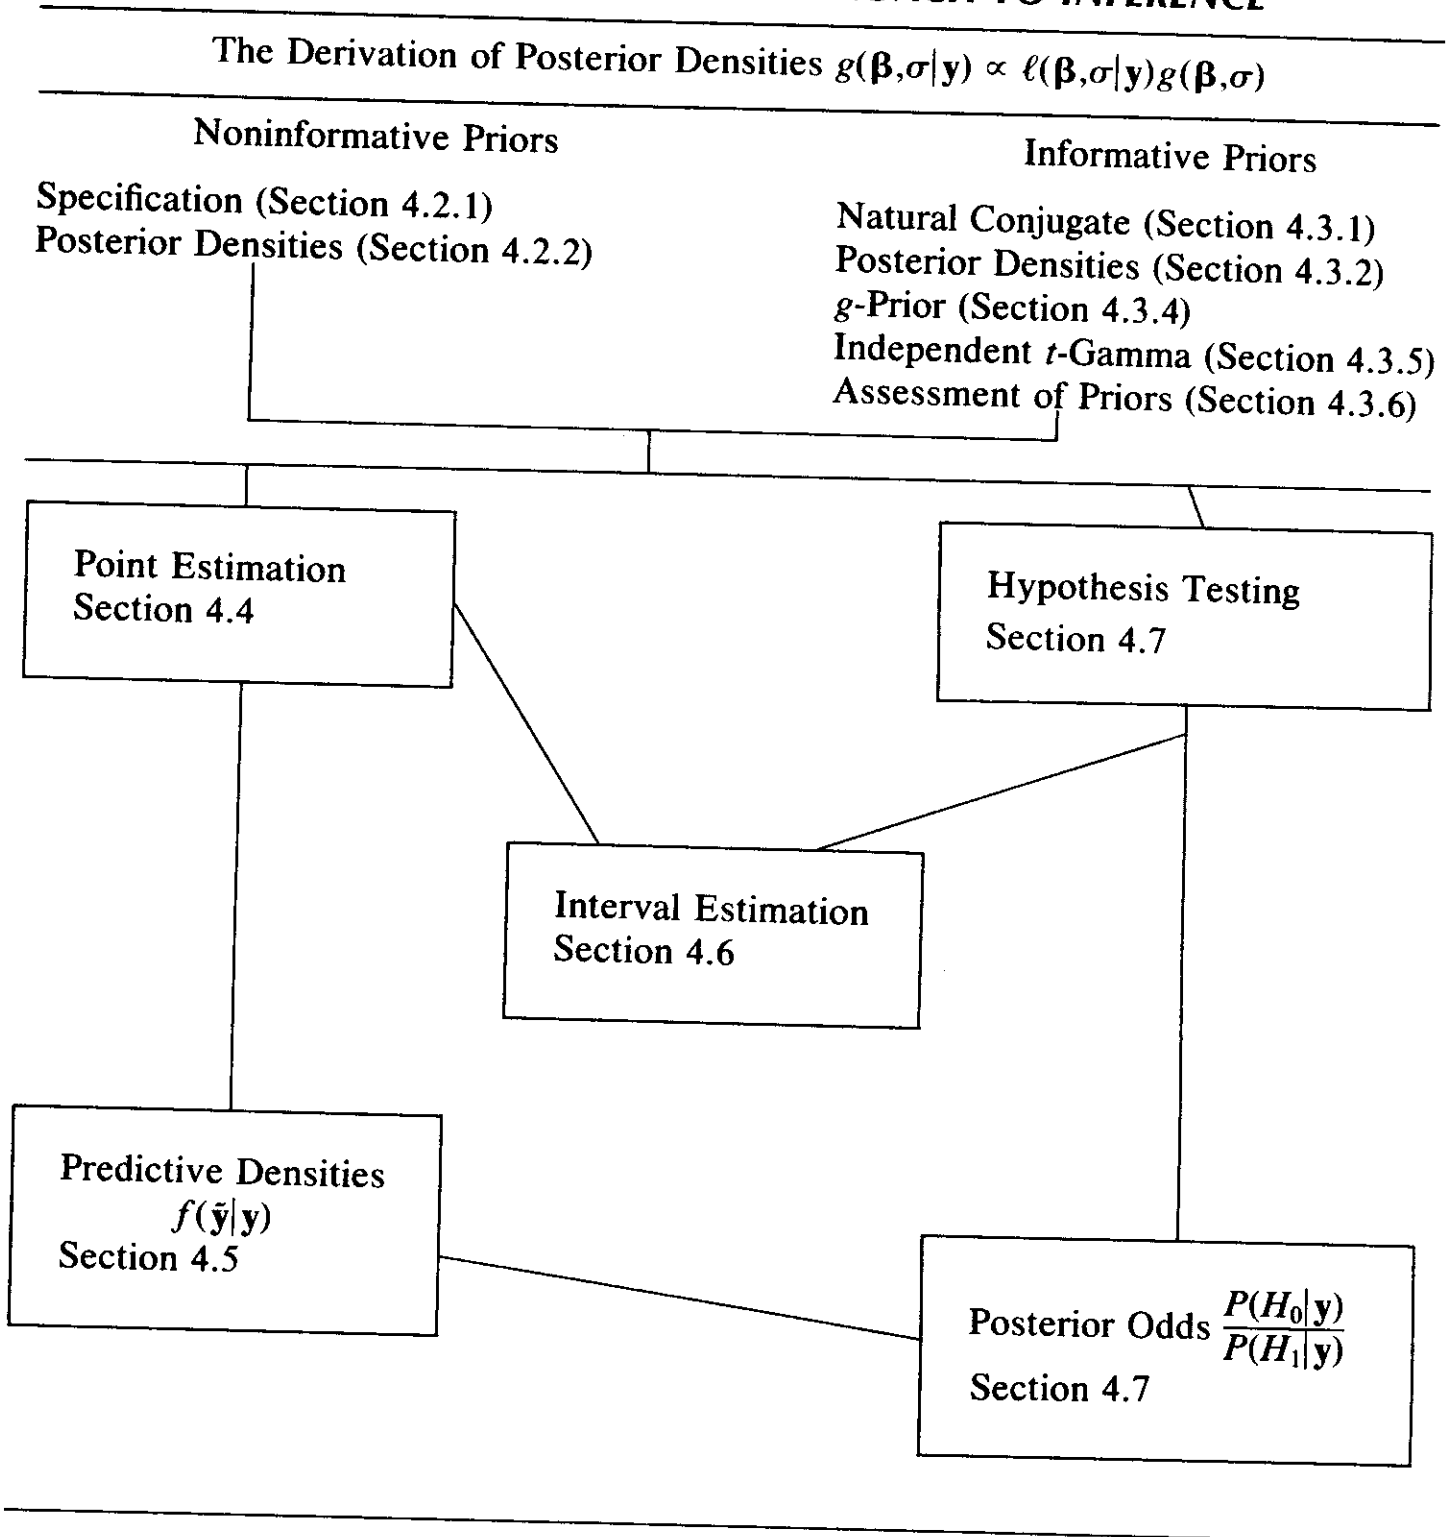 TO INFERENCE
The Derivation of Posterior Densities g(β,σ|y) ∝ ℓ(β,σ|y)g(β,σ)
Noninformative Priors
Specification (Section 4.2.1)
Posterior Densities (Section 4.2.2)
Informative Priors
Natural Conjugate (Section 4.3.1)
Posterior Densities (Section 4.3.2)
g-Prior (Section 4.3.4)
Independent t-Gamma (Section 4.3.5)
Assessment of Priors (Section 4.3.6)
Point Estimation
Section 4.4
Hypothesis Testing
Section 4.7
Interval Estimation
Section 4.6
Predictive Densities
f(ỹ|y)
Section 4.5
Posterior Odds P(H₀|y)
P(H₁|y)
Section 4.7